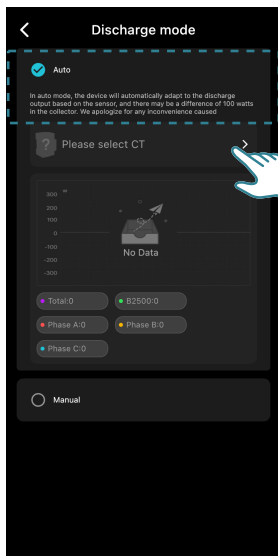 Discharge mode
Auto
In auto mode, the device will automatically adapt to the discharge
output based on the sensor, and there may be a difference of 100 watts
in the collector. We apologize for any inconvenience caused
? Please select CT
300
200
100
0
-100
-200
-300
No Data
Total:0 B2500:0
Phase A:0 Phase B:0
Phase C:0
Manual